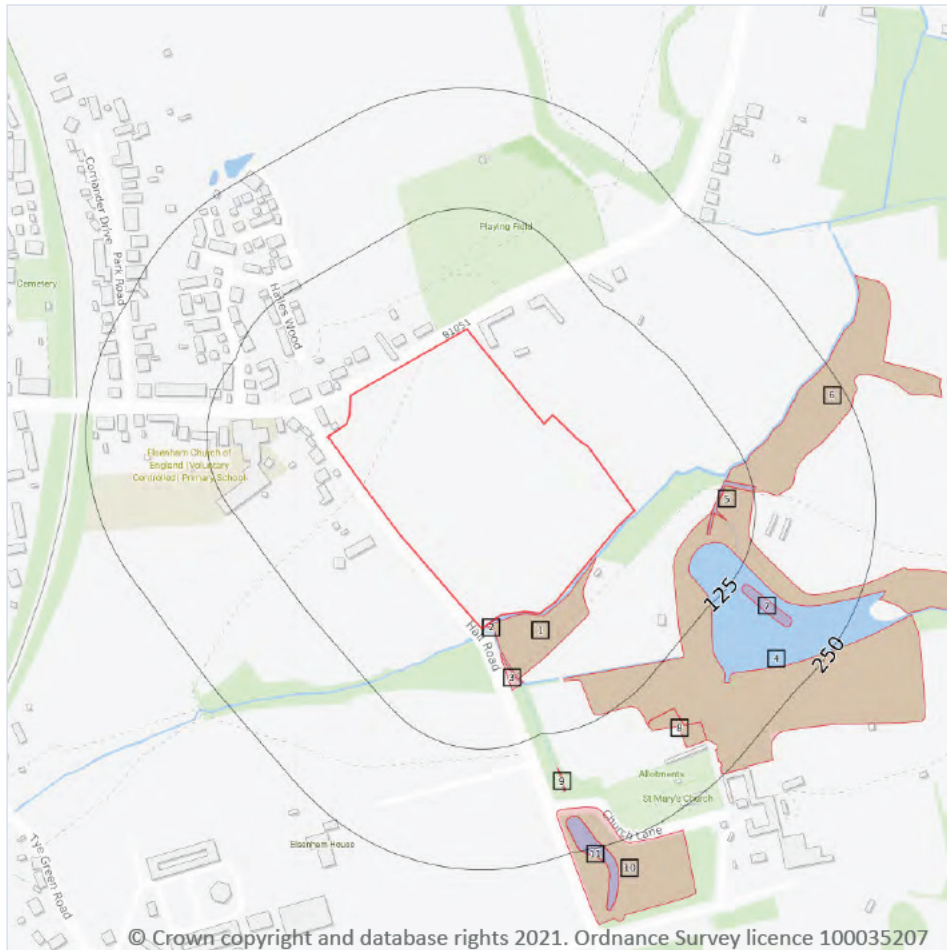 Playing Field
Commander Drive
Park Road
Cemetery
Hailes Wood
B1051
6
Elsenham Church of
England (Voluntary
Controlled) Primary School
5
125
7
2
1
Hall Road
4
250
3
8
9
Allotments
St Mary's Church
Church Lane
Elsenham House
10
Tye Green Road
© Crown copyright and database rights 2021. Ordnance Survey licence 100035207